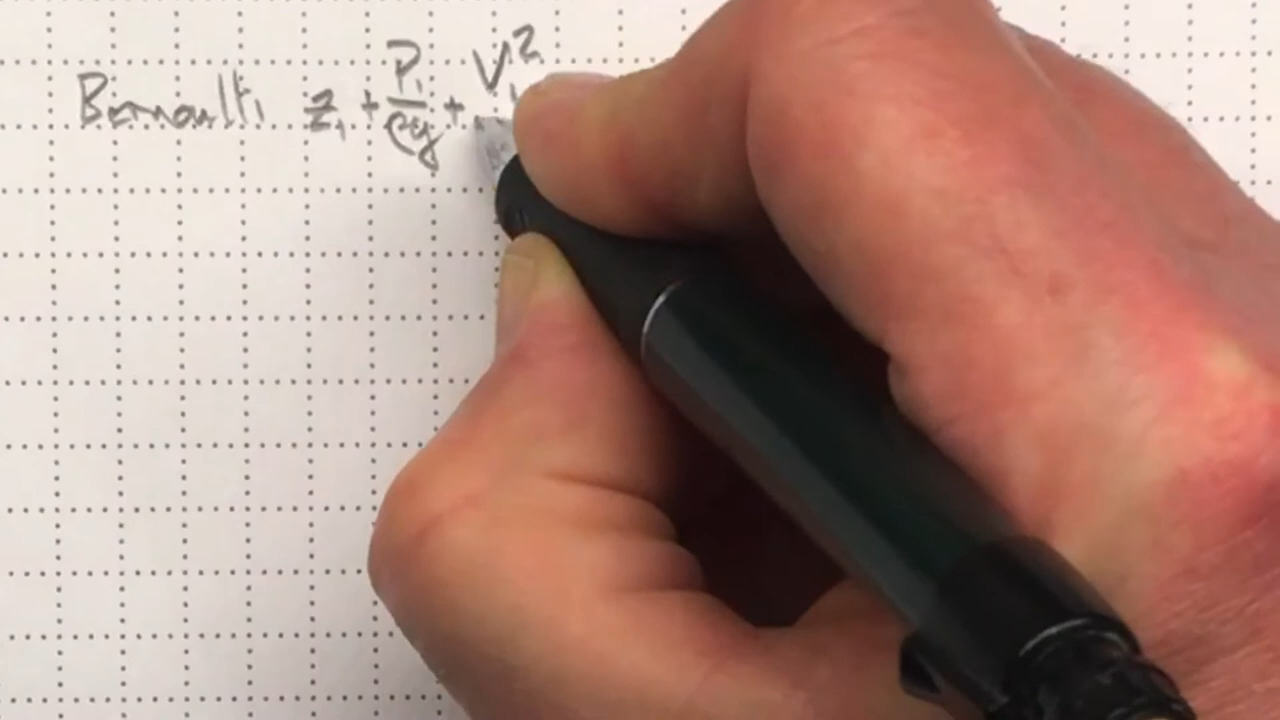 Bernoulli z₁ + P₁/ρg + V₁²